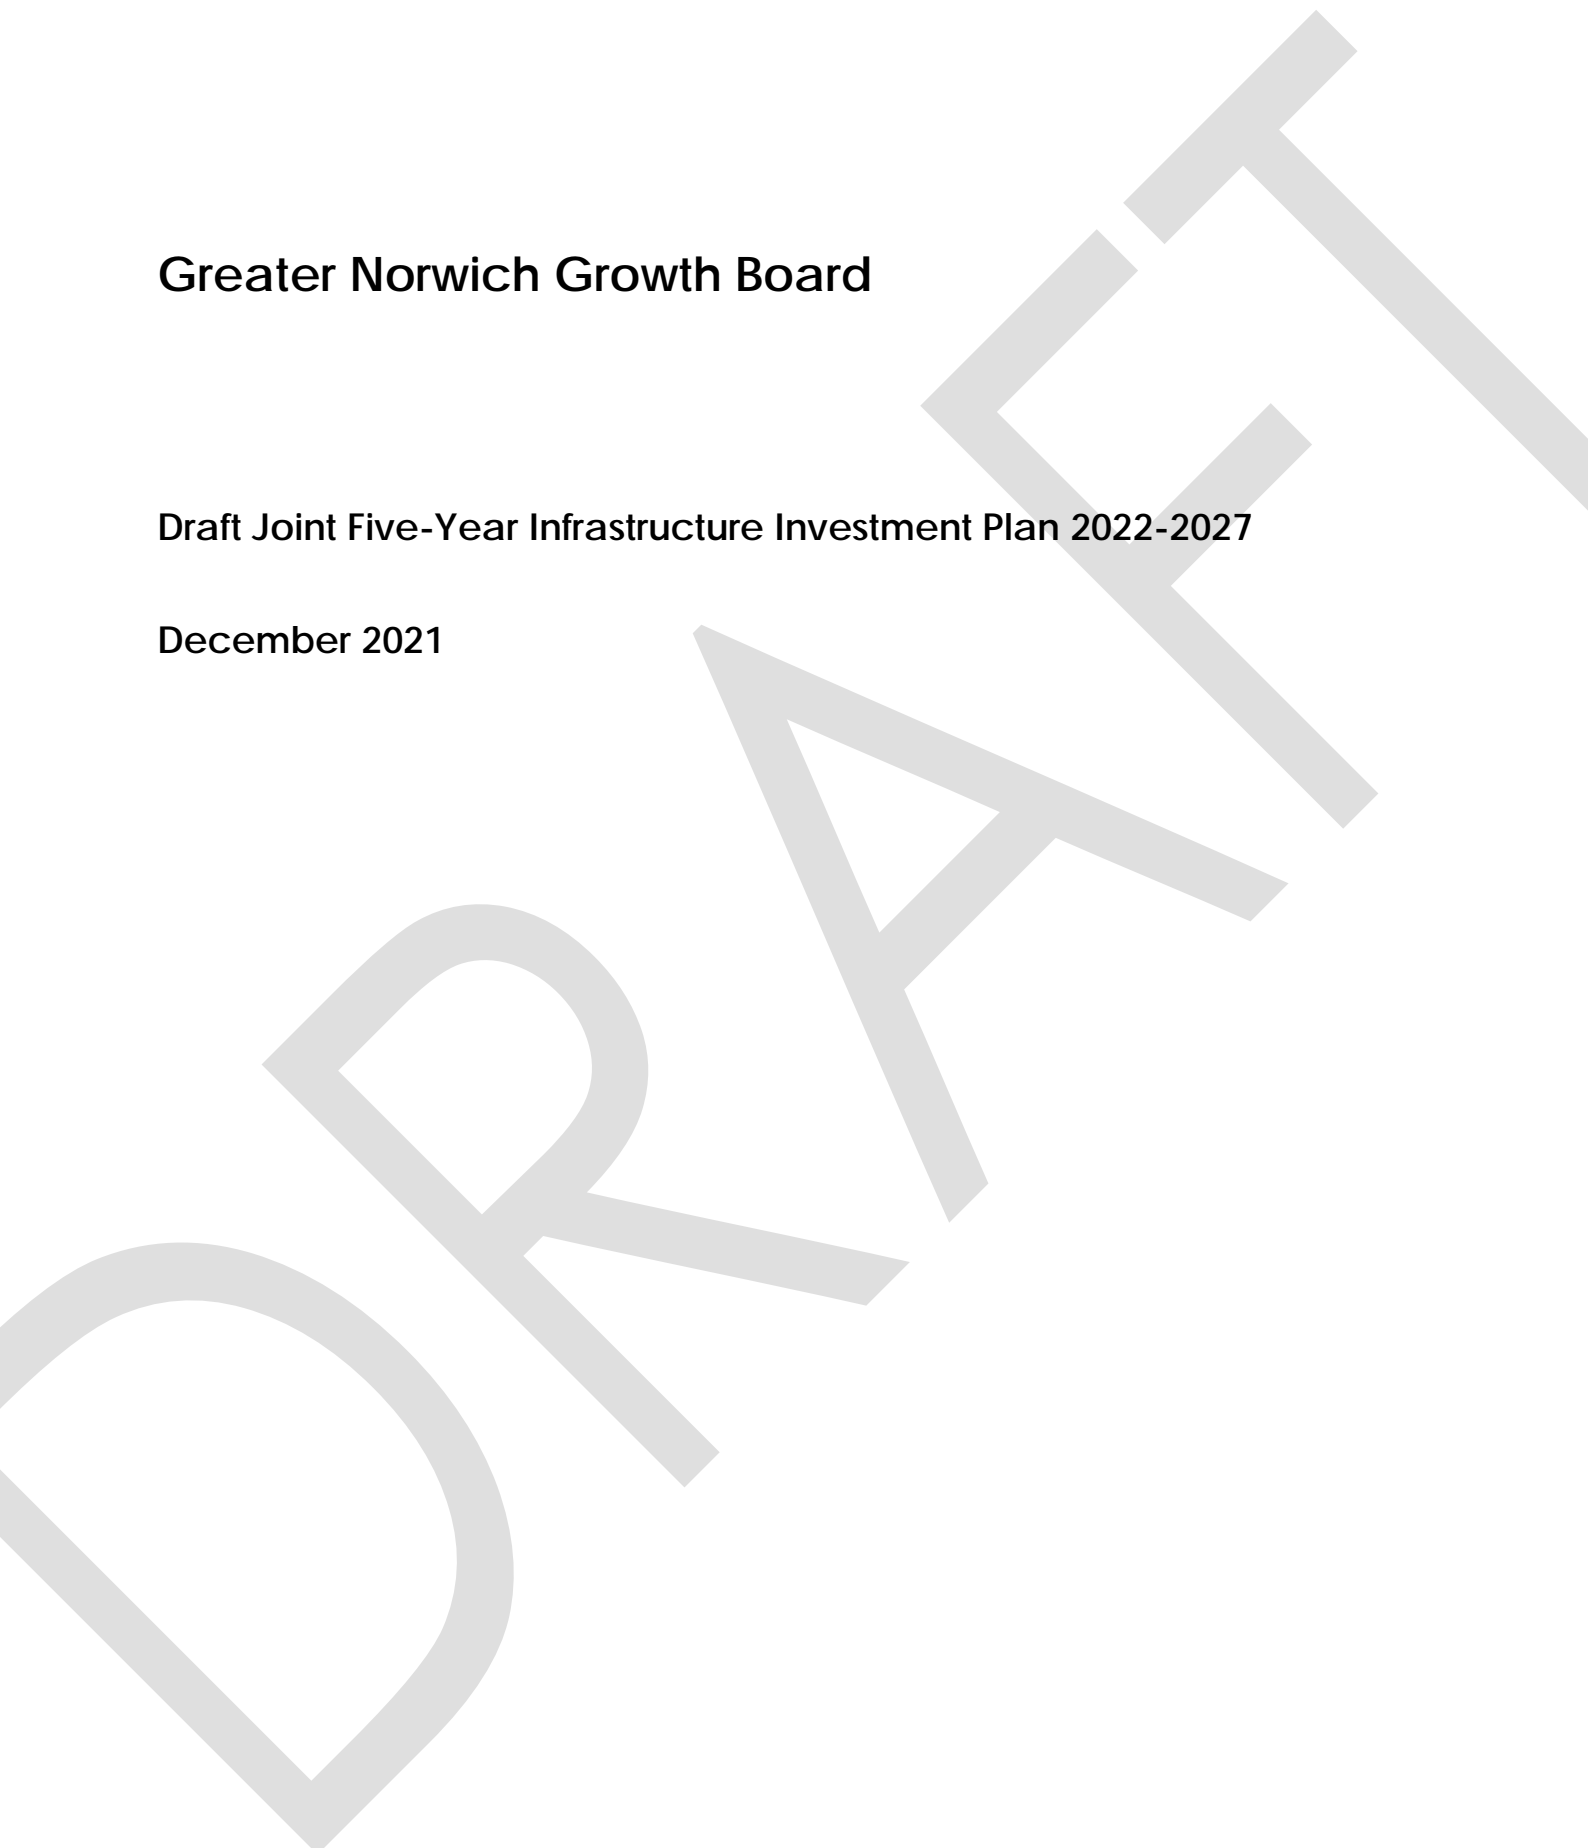 Greater Norwich Growth Board
Draft Joint Five-Year Infrastructure Investment Plan 2022-2027
December 2021
DRAFT